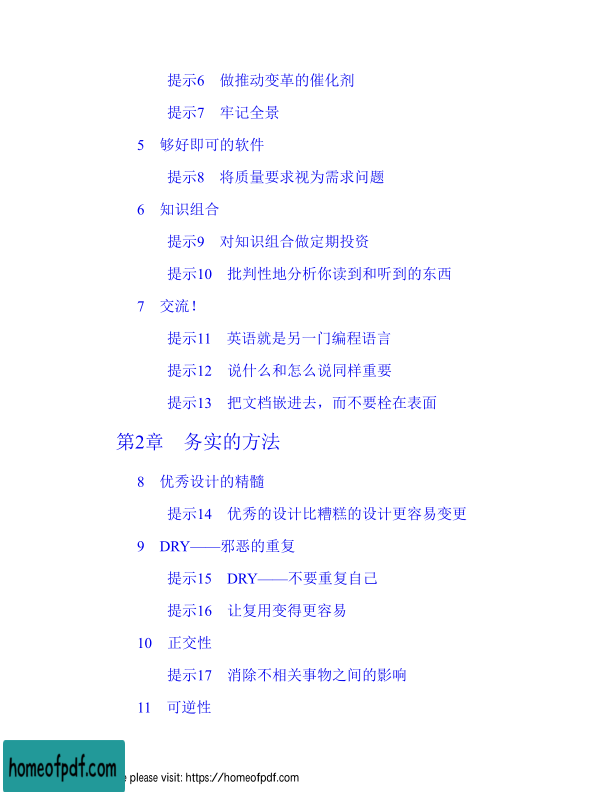 提示6 做推动变革的催化剂
提示7 牢记全景
5 够好即可的软件
提示8 将质量要求视为需求问题
6 知识组合
提示9 对知识组合做定期投资
提示10 批判性地分析你读到和听到的东西
7 交流！
提示11 英语就是另一门编程语言
提示12 说什么和怎么说同样重要
提示13 把文档嵌进去，而不要栓在表面
第2章 务实的方法
8 优秀设计的精髓
提示14 优秀的设计比糟糕的设计更容易变更
9 DRY——邪恶的重复
提示15 DRY——不要重复自己
提示16 让复用变得更容易
10 正交性
提示17 消除不相关事物之间的影响
11 可逆性
homeofpdf.com
please visit: https://homeofpdf.com